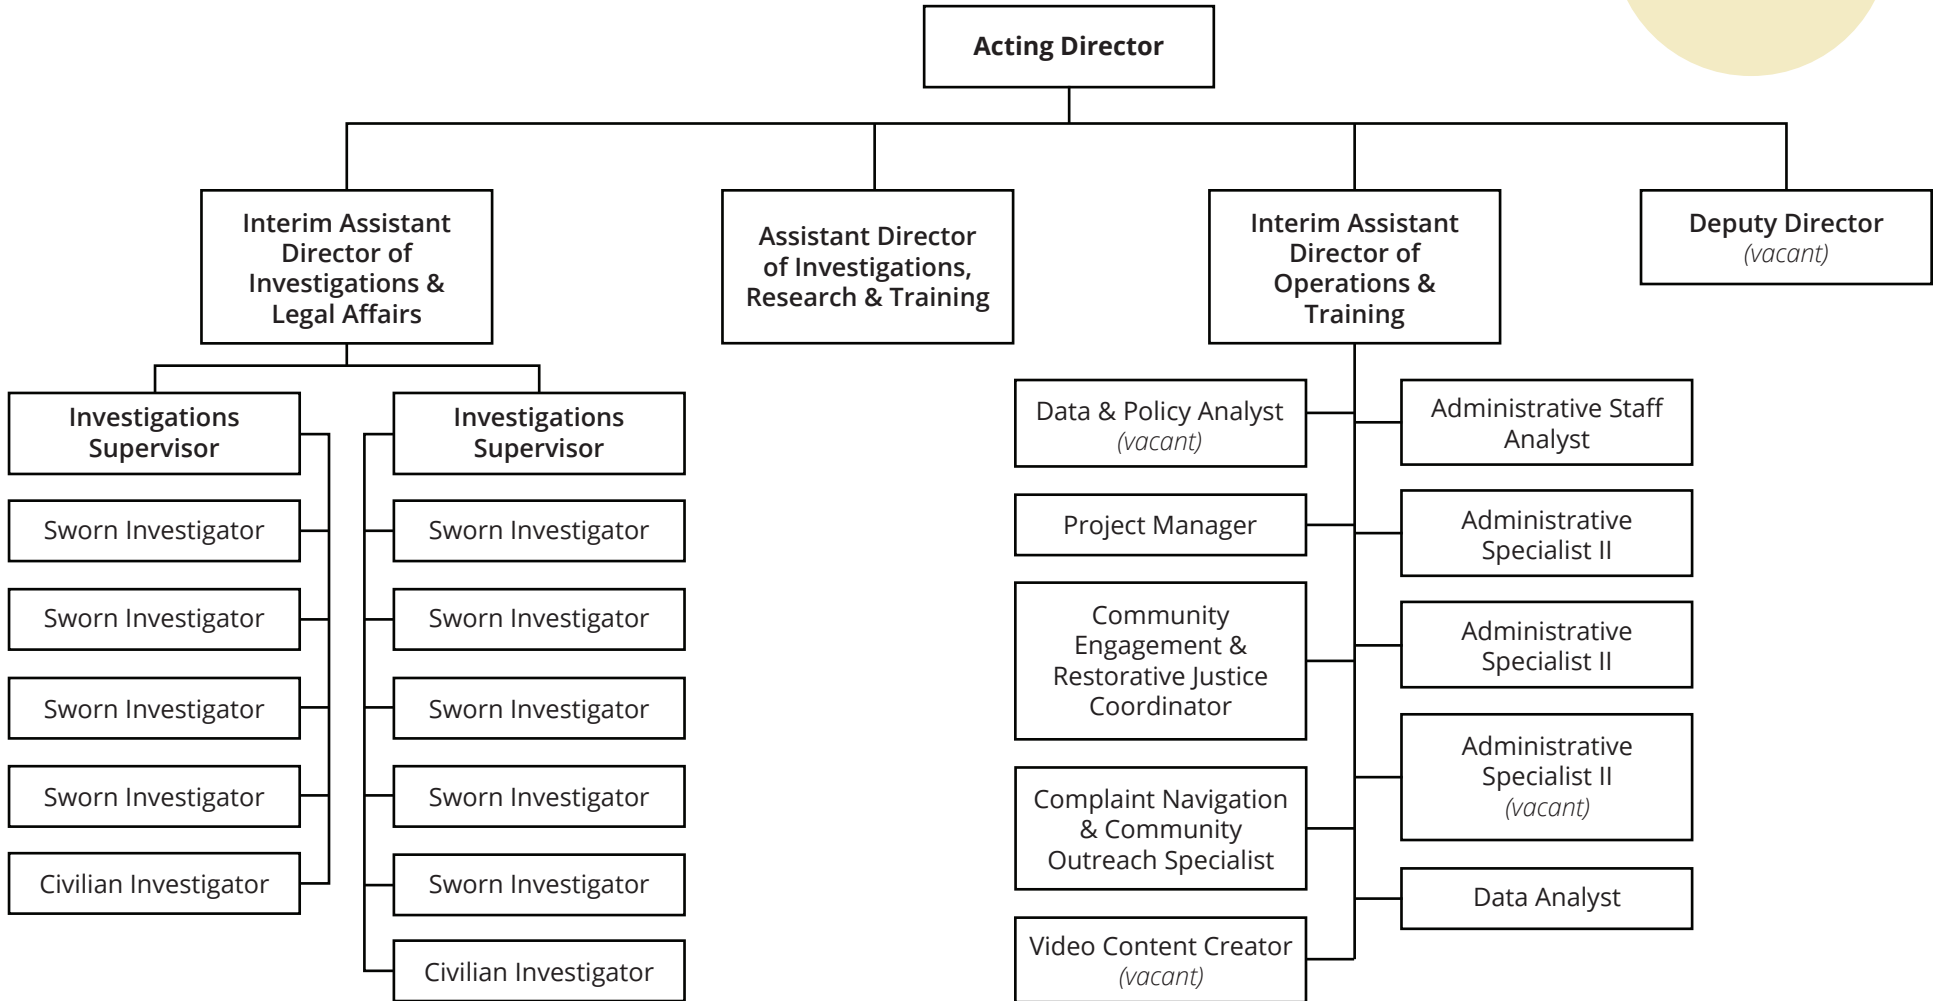 Acting Director
Interim Assistant
Director of
Investigations &
Legal Affairs
Assistant Director
of Investigations,
Research & Training
Interim Assistant
Director of
Operations &
Training
Deputy Director
(vacant)
Investigations
Supervisor
Sworn Investigator
Sworn Investigator
Sworn Investigator
Sworn Investigator
Civilian Investigator
Investigations
Supervisor
Sworn Investigator
Sworn Investigator
Sworn Investigator
Sworn Investigator
Sworn Investigator
Civilian Investigator
Data & Policy Analyst
(vacant)
Project Manager
Community
Engagement &
Restorative Justice
Coordinator
Complaint Navigation
& Community
Outreach Specialist
Video Content Creator
(vacant)
Administrative Staff
Analyst
Administrative
Specialist II
Administrative
Specialist II
Administrative
Specialist II
(vacant)
Data Analyst